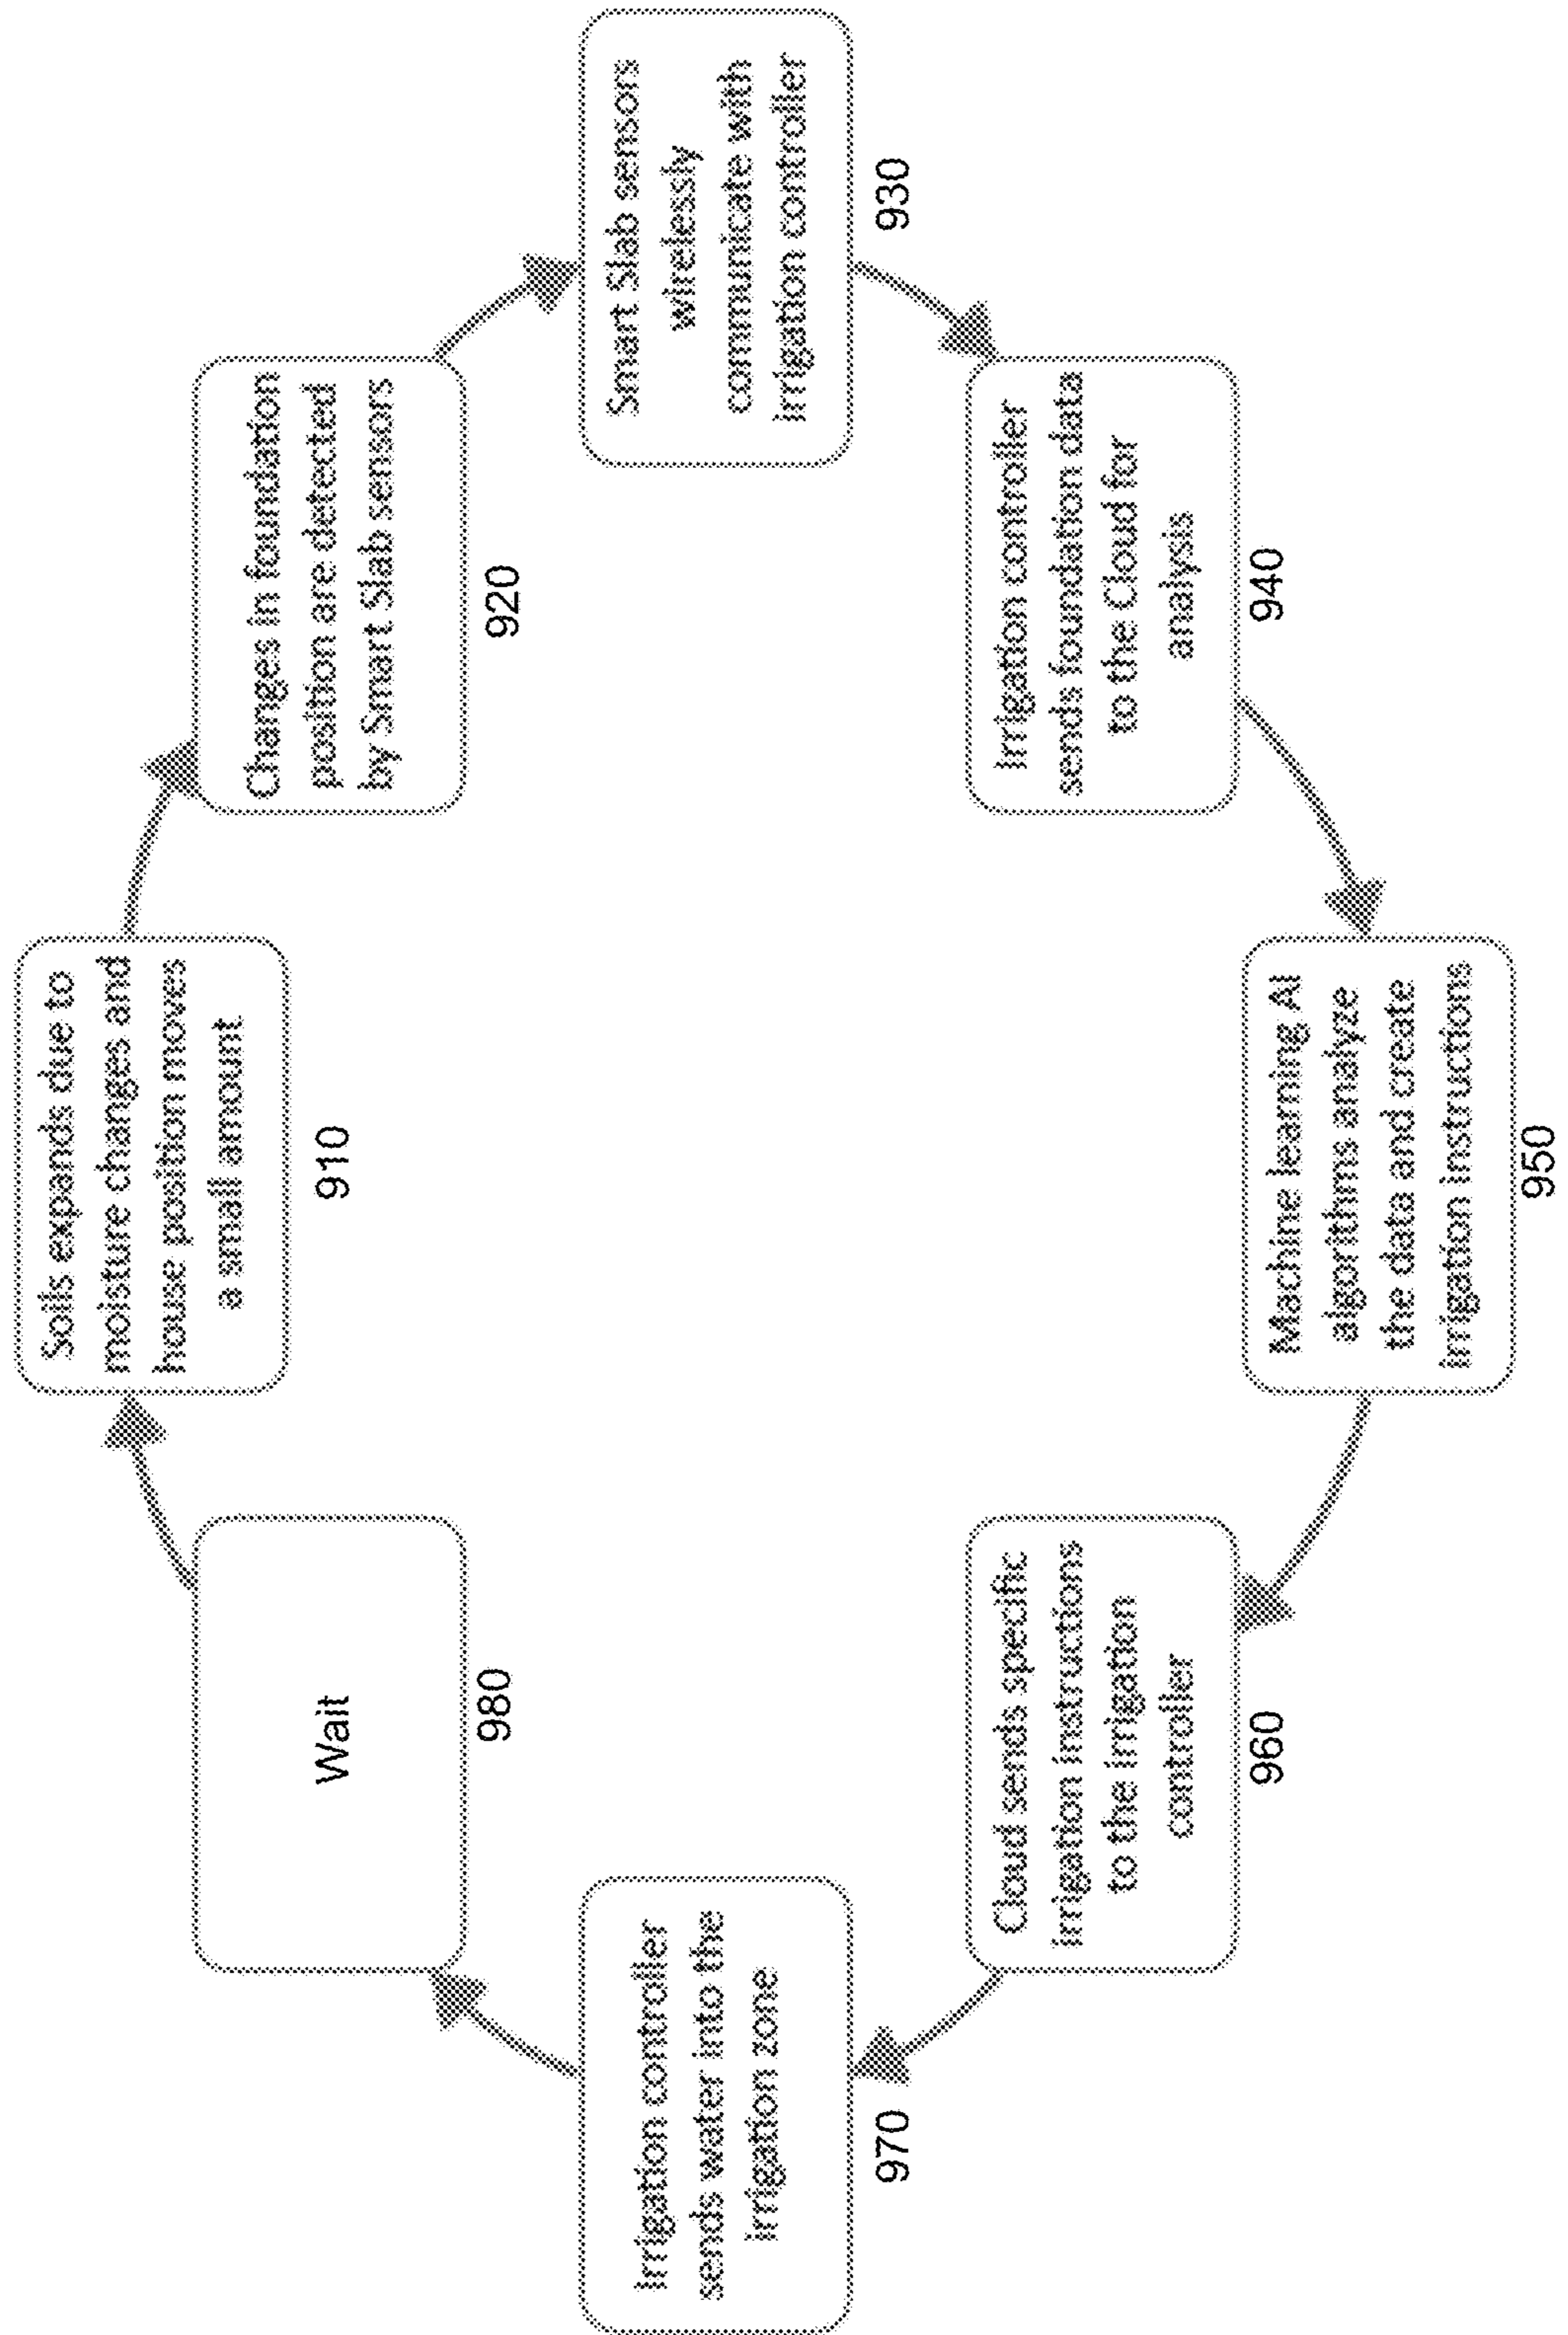 Soils expands due to
moisture changes and
house position moves
a small amount
910
Changes in foundation
position are detected
by Smart Slab sensors
920
Smart Slab sensors
wirelessly
communicate with
irrigation controller
930
Irrigation controller
sends foundation data
to the Cloud for
analysis
940
Machine learning AI
algorithms analyze
the data and create
irrigation instructions
950
Cloud sends specific
irrigation instructions
to the irrigation
controller
960
Irrigation controller
sends water into the
irrigation zone
970
Wait
980